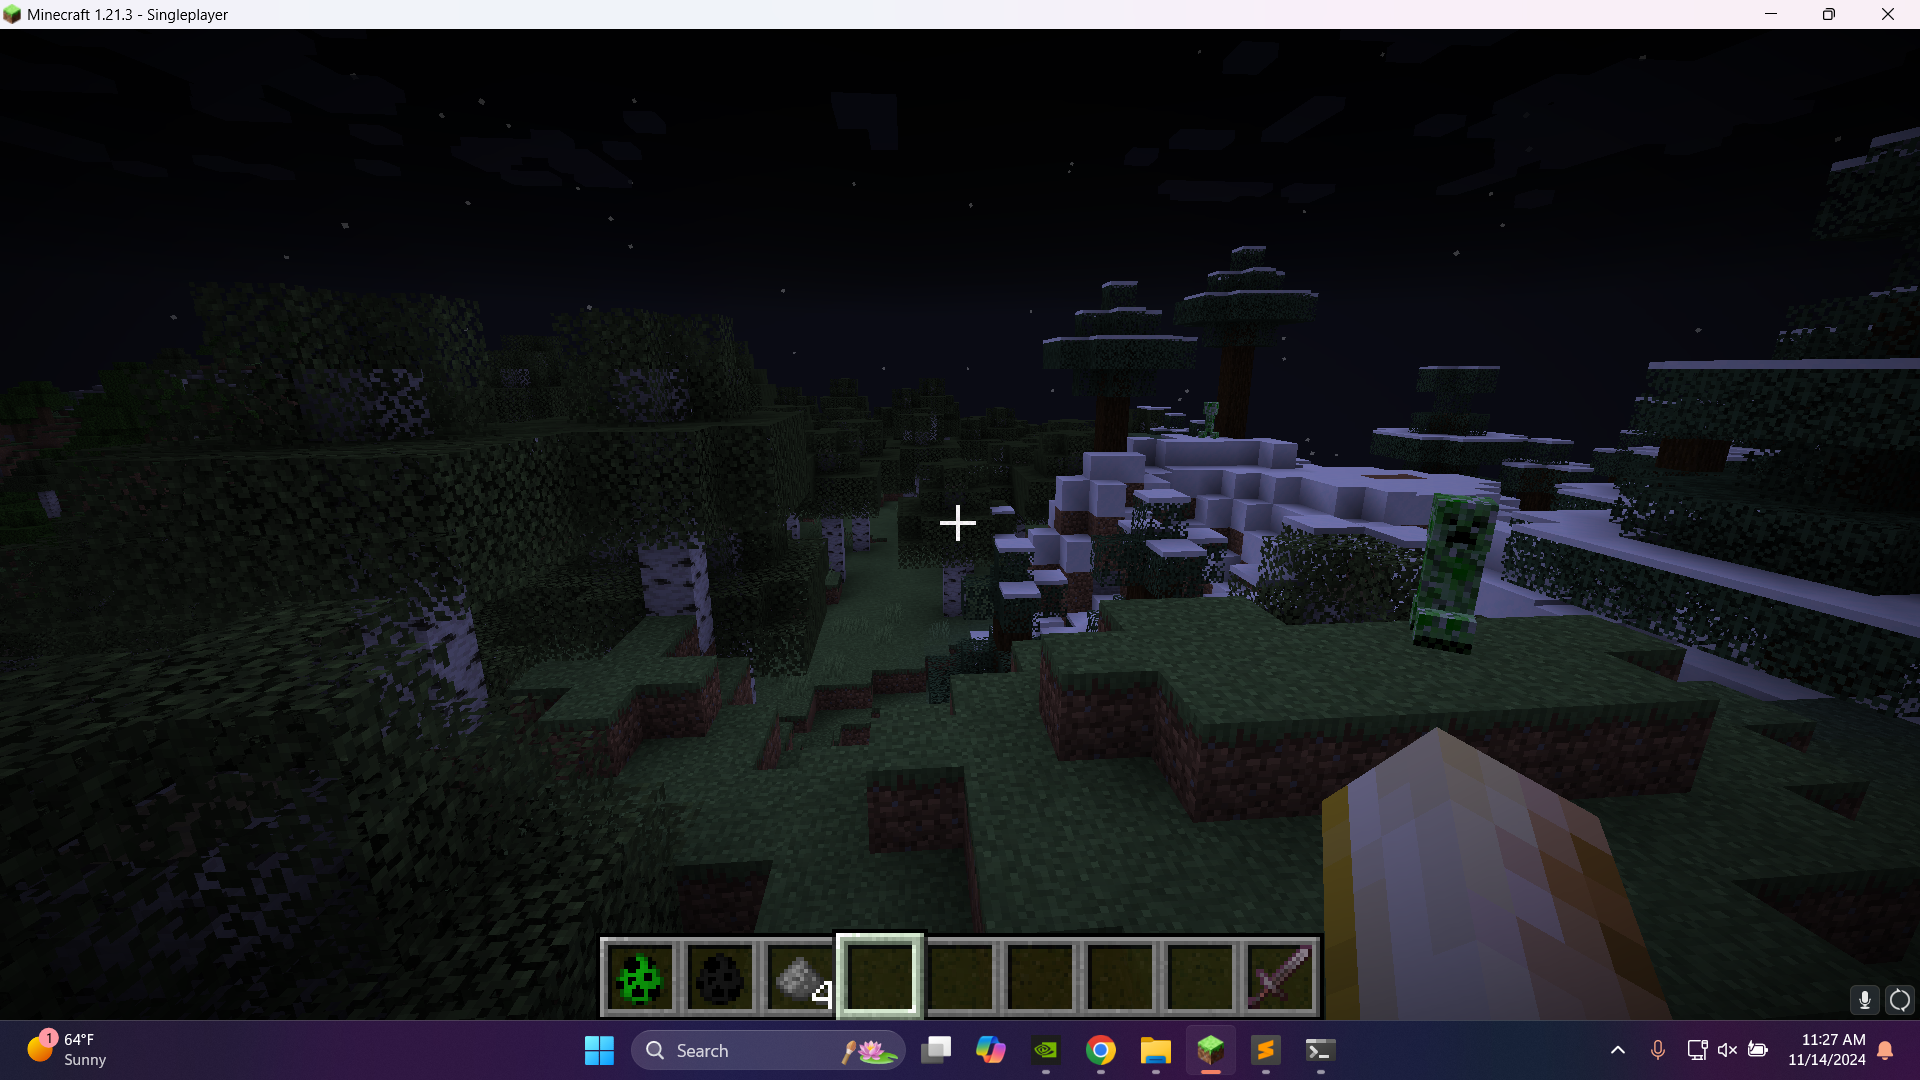 Minecraft 1.21.3 - Singleplayer
4
1
64°F
Sunny
Search
11:27 AM
11/14/2024